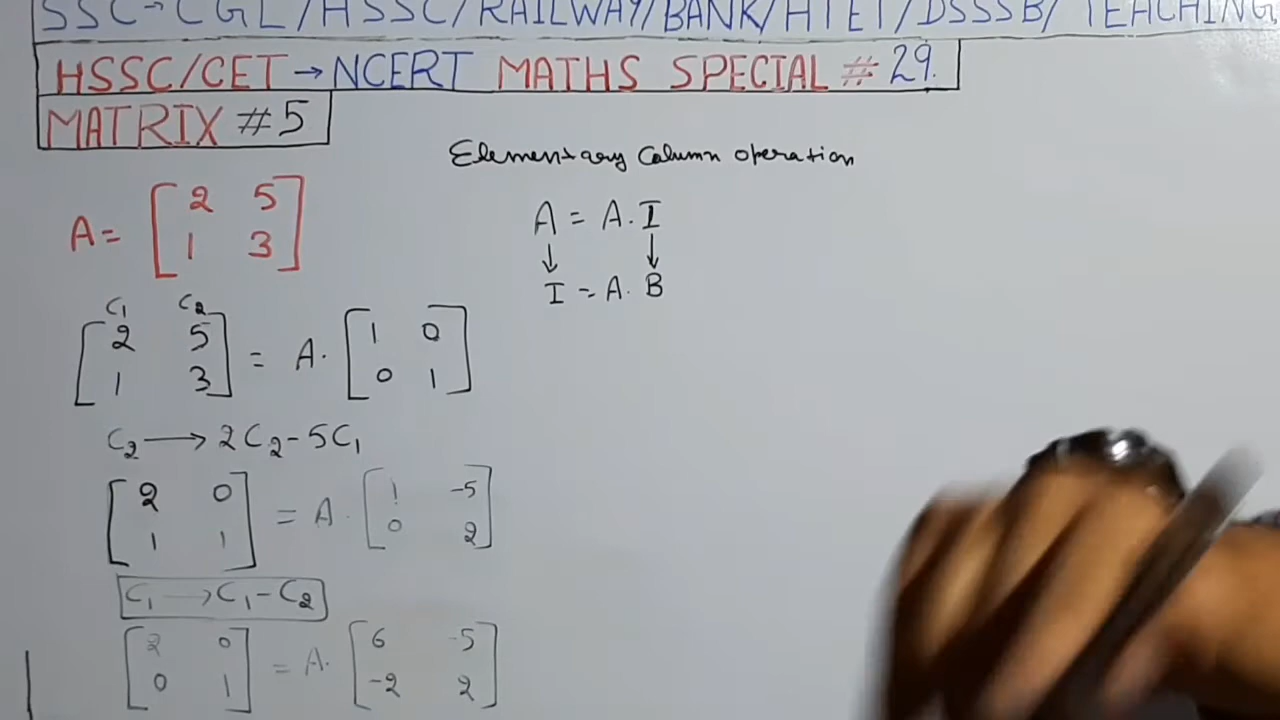 SSC→CGL/HSSC/RAILWAY/BANK/HTET/DSSSB/TEACHING
HSSC/CET→NCERT MATHS SPECIAL #29.
MATRIX #5
Elementary Column operation
A= [2 5
1 3]
A = A.I
↓ ↓
I = A.B
C₁ C₂
[2 5
1 3] = A. [1 0
0 1]
C₂ → 2C₂-5C₁
[2 0
1 1] = A. [1 -5
0 2]
C₁ → C₁-C₂
[2 0
0 1] = A. [6 -5
-2 2]